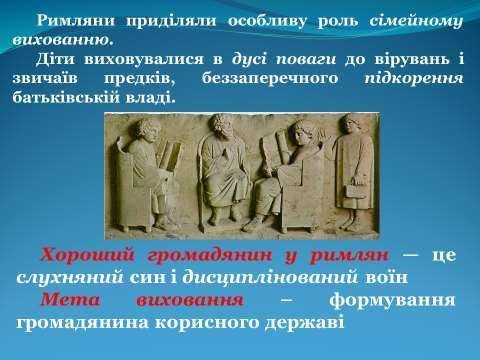 Римляни приділяли особливу роль сімейному
вихованню.
Діти виховувалися в дусі поваги до вірувань і
звичаїв предків, беззаперечного підкорення
батьківській владі.
Хороший громадянин у римлян — це
слухняний син і дисциплінований воїн
Мета виховання – формування
громадянина корисного державі